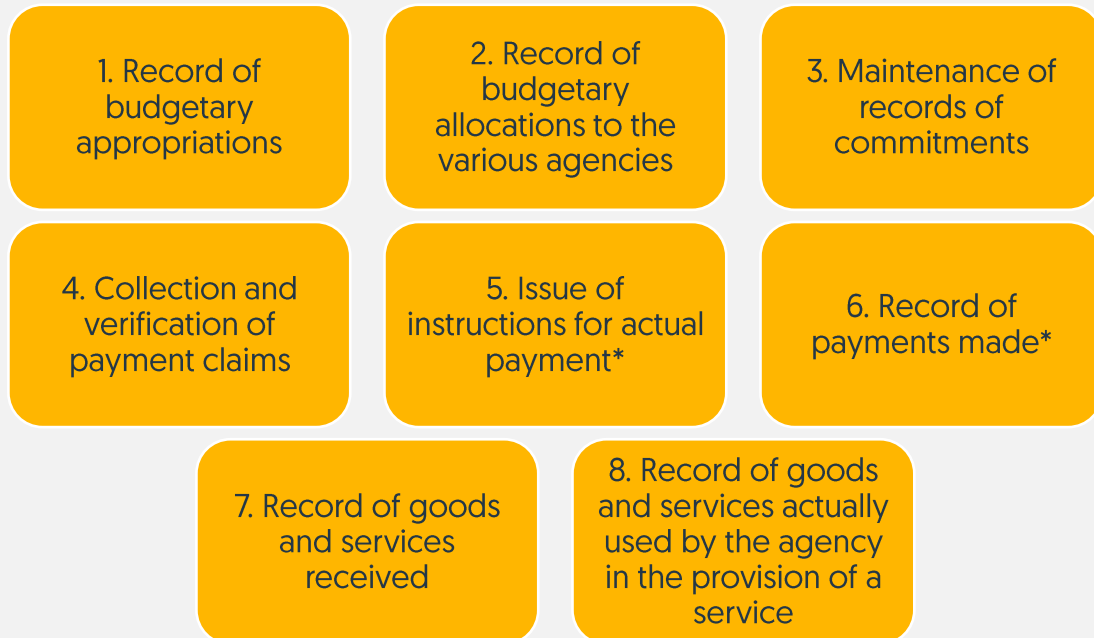 1. Record of
budgetary
appropriations
2. Record of
budgetary
allocations to the
various agencies
3. Maintenance of
records of
commitments
4. Collection and
verification of
payment claims
5. Issue of
instructions for actual
payment*
6. Record of
payments made*
7. Record of goods
and services
received
8. Record of goods
and services actually
used by the agency
in the provision of a
service